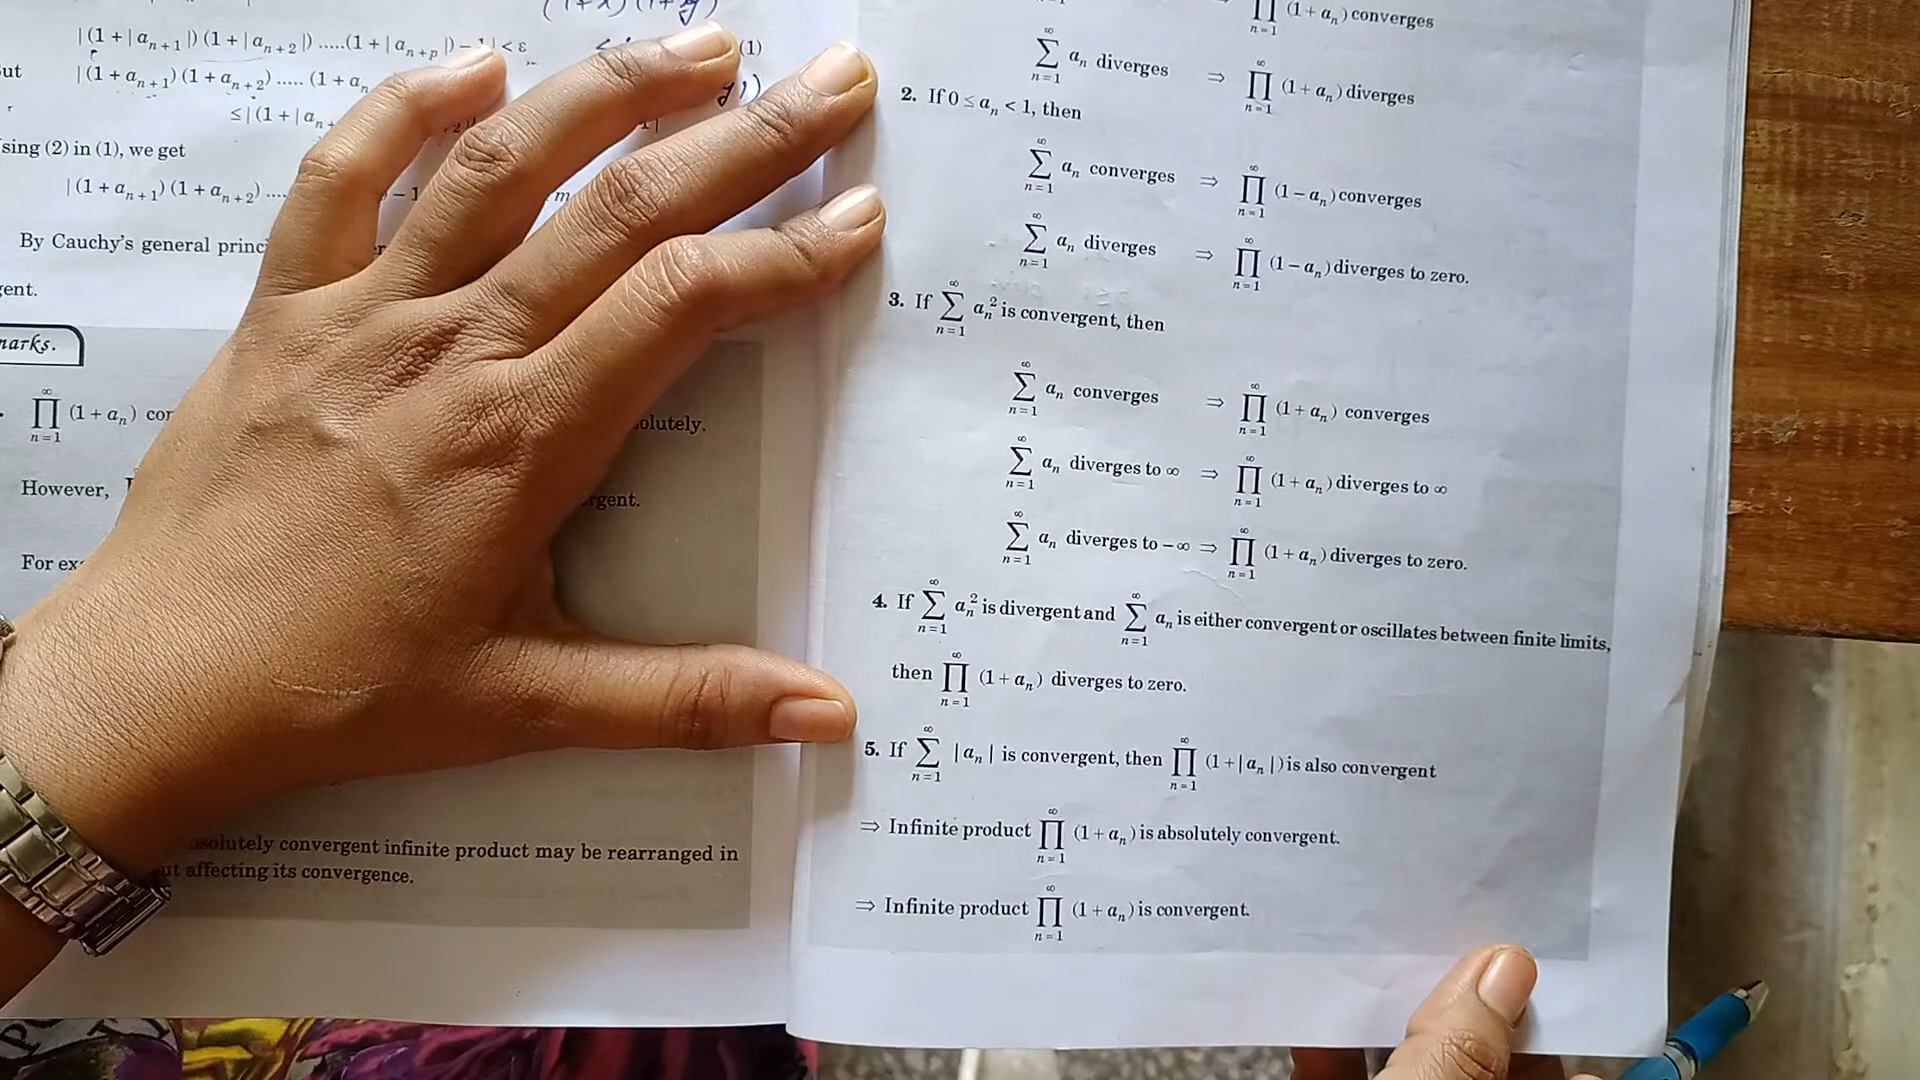 |(1+|aₙ₊₁|)(1+|aₙ₊₂|).....(1+|aₙ₊ₚ|)–1|<ε (1)
|(1+aₙ₊₁)(1+aₙ₊₂).....(1+aₙ
≤|(1+|aₙ₊
sing (2) in (1), we get
|(1+aₙ₊₁)(1+aₙ₊₂).... –1
By Cauchy's general princ
gent.
∏ₙ₌₁^∞ (1+aₙ) con olutely.
However, rgent.
For ex
solutely convergent infinite product may be rearranged in
ut affecting its convergence.
∏ₙ₌₁ (1+aₙ) converges
∑ₙ₌₁^∞ aₙ diverges ⇒ ∏ₙ₌₁^∞ (1+aₙ) diverges
2. If 0 ≤ aₙ < 1, then
∑ₙ₌₁^∞ aₙ converges ⇒ ∏ₙ₌₁^∞ (1–aₙ) converges
∑ₙ₌₁^∞ aₙ diverges ⇒ ∏ₙ₌₁^∞ (1–aₙ) diverges to zero.
3. If ∑ₙ₌₁^∞ aₙ² is convergent, then
∑ₙ₌₁^∞ aₙ converges ⇒ ∏ₙ₌₁^∞ (1+aₙ) converges
∑ₙ₌₁^∞ aₙ diverges to ∞ ⇒ ∏ₙ₌₁^∞ (1+aₙ) diverges to ∞
∑ₙ₌₁^∞ aₙ diverges to –∞ ⇒ ∏ₙ₌₁^∞ (1+aₙ) diverges to zero.
4. If ∑ₙ₌₁^∞ aₙ² is divergent and ∑ₙ₌₁^∞ aₙ is either convergent or oscillates between finite limits,
then ∏ₙ₌₁^∞ (1+aₙ) diverges to zero.
5. If ∑ₙ₌₁^∞ |aₙ| is convergent, then ∏ₙ₌₁^∞ (1+|aₙ|) is also convergent
⇒ Infinite product ∏ₙ₌₁^∞ (1+aₙ) is absolutely convergent.
⇒ Infinite product ∏ₙ₌₁^∞ (1+aₙ) is convergent.